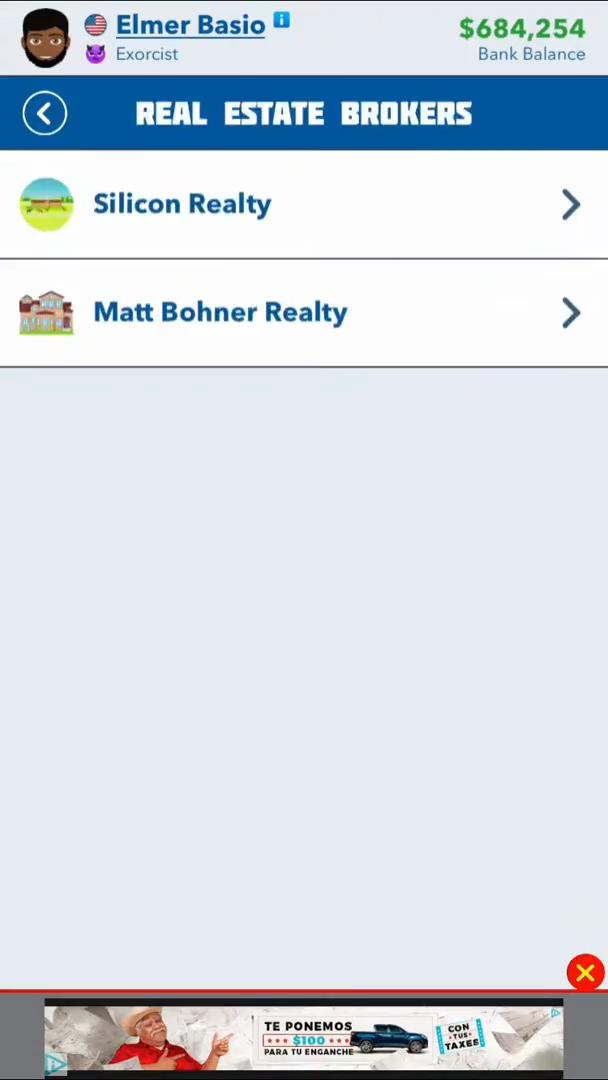 Elmer Basio
$684,254
Exorcist
Bank Balance
REAL ESTATE BROKERS
Silicon Realty
Matt Bohner Realty
TE PONEMOS
$100
PARA TU ENGANCHE
CON
TUS
TAXES